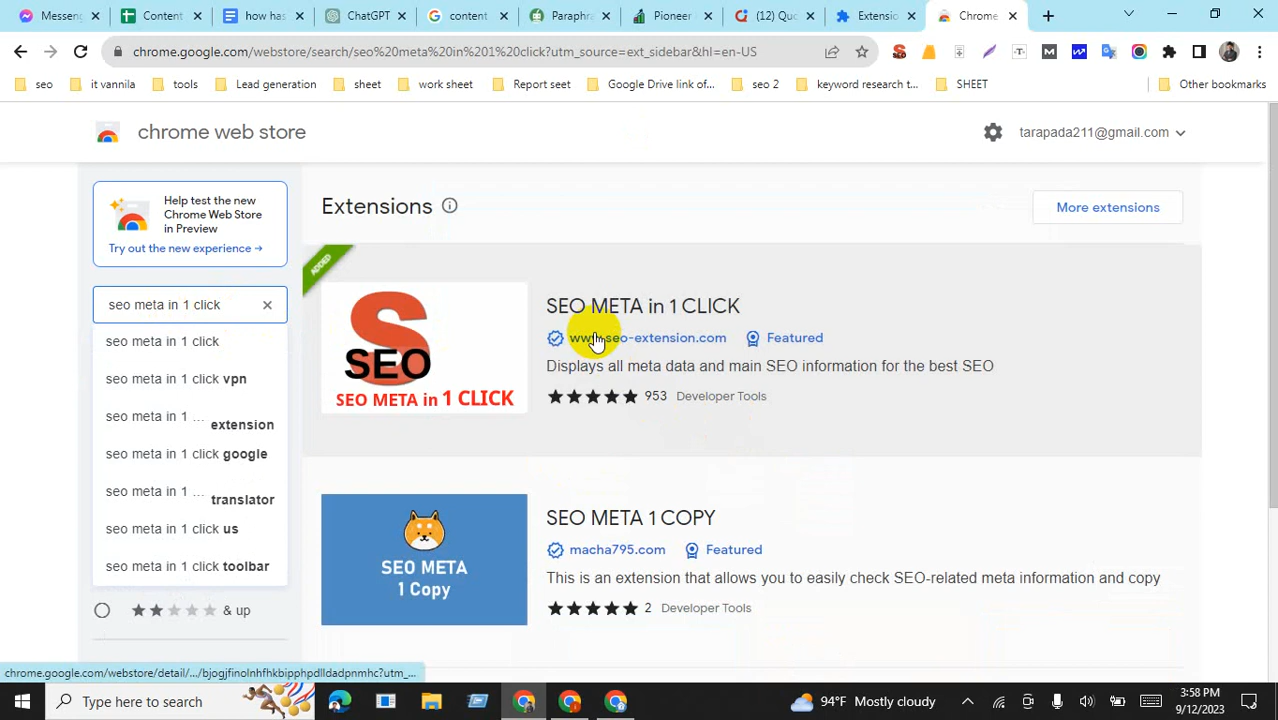 Messeng
Content
how has
ChatGPT
content
Paraphra
Pioneer
(12) Quo
Extensio
Chrome
chrome.google.com/webstore/search/seo%20meta%20in%201%20click?utm_source=ext_sidebar&hl=en-US
seo
it vannila
tools
Lead generation
sheet
work sheet
Report seet
Google Drive link of...
seo 2
keyword research t...
SHEET
Other bookmarks
chrome web store
tarapada211@gmail.com
Help test the new
Chrome Web Store
in Preview
Try out the new experience →
Extensions
More extensions
seo meta in 1 click
seo meta in 1 click
seo meta in 1 click vpn
seo meta in 1 ... extension
seo meta in 1 click google
seo meta in 1 ... translator
seo meta in 1 click us
seo meta in 1 click toolbar
& up
ADDED
S
SEO
SEO META in 1 CLICK
SEO META in 1 CLICK
www.seo-extension.com Featured
Displays all meta data and main SEO information for the best SEO
953 Developer Tools
SEO META
1 Copy
SEO META 1 COPY
macha795.com Featured
This is an extension that allows you to easily check SEO-related meta information and copy
2 Developer Tools
chrome.google.com/webstore/detail/.../bjogjfinolnhfhkbipphpdlldadpnmhc?utm_...
Type here to search
94°F Mostly cloudy
3:58 PM
9/12/2023